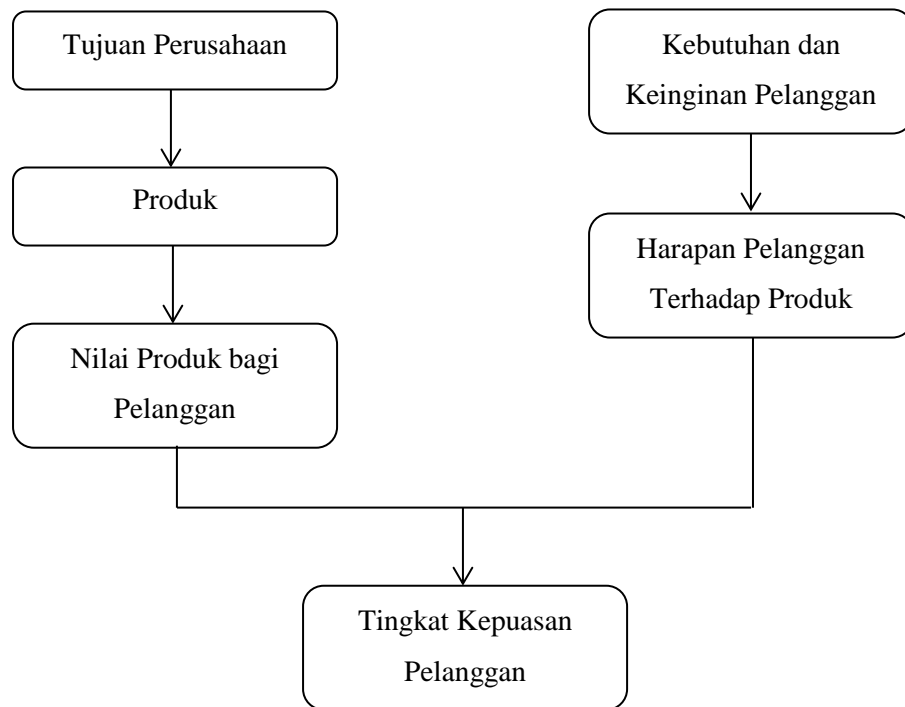 Tujuan Perusahaan
Produk
Nilai Produk bagi
Pelanggan
Kebutuhan dan
Keinginan Pelanggan
Harapan Pelanggan
Terhadap Produk
Tingkat Kepuasan
Pelanggan